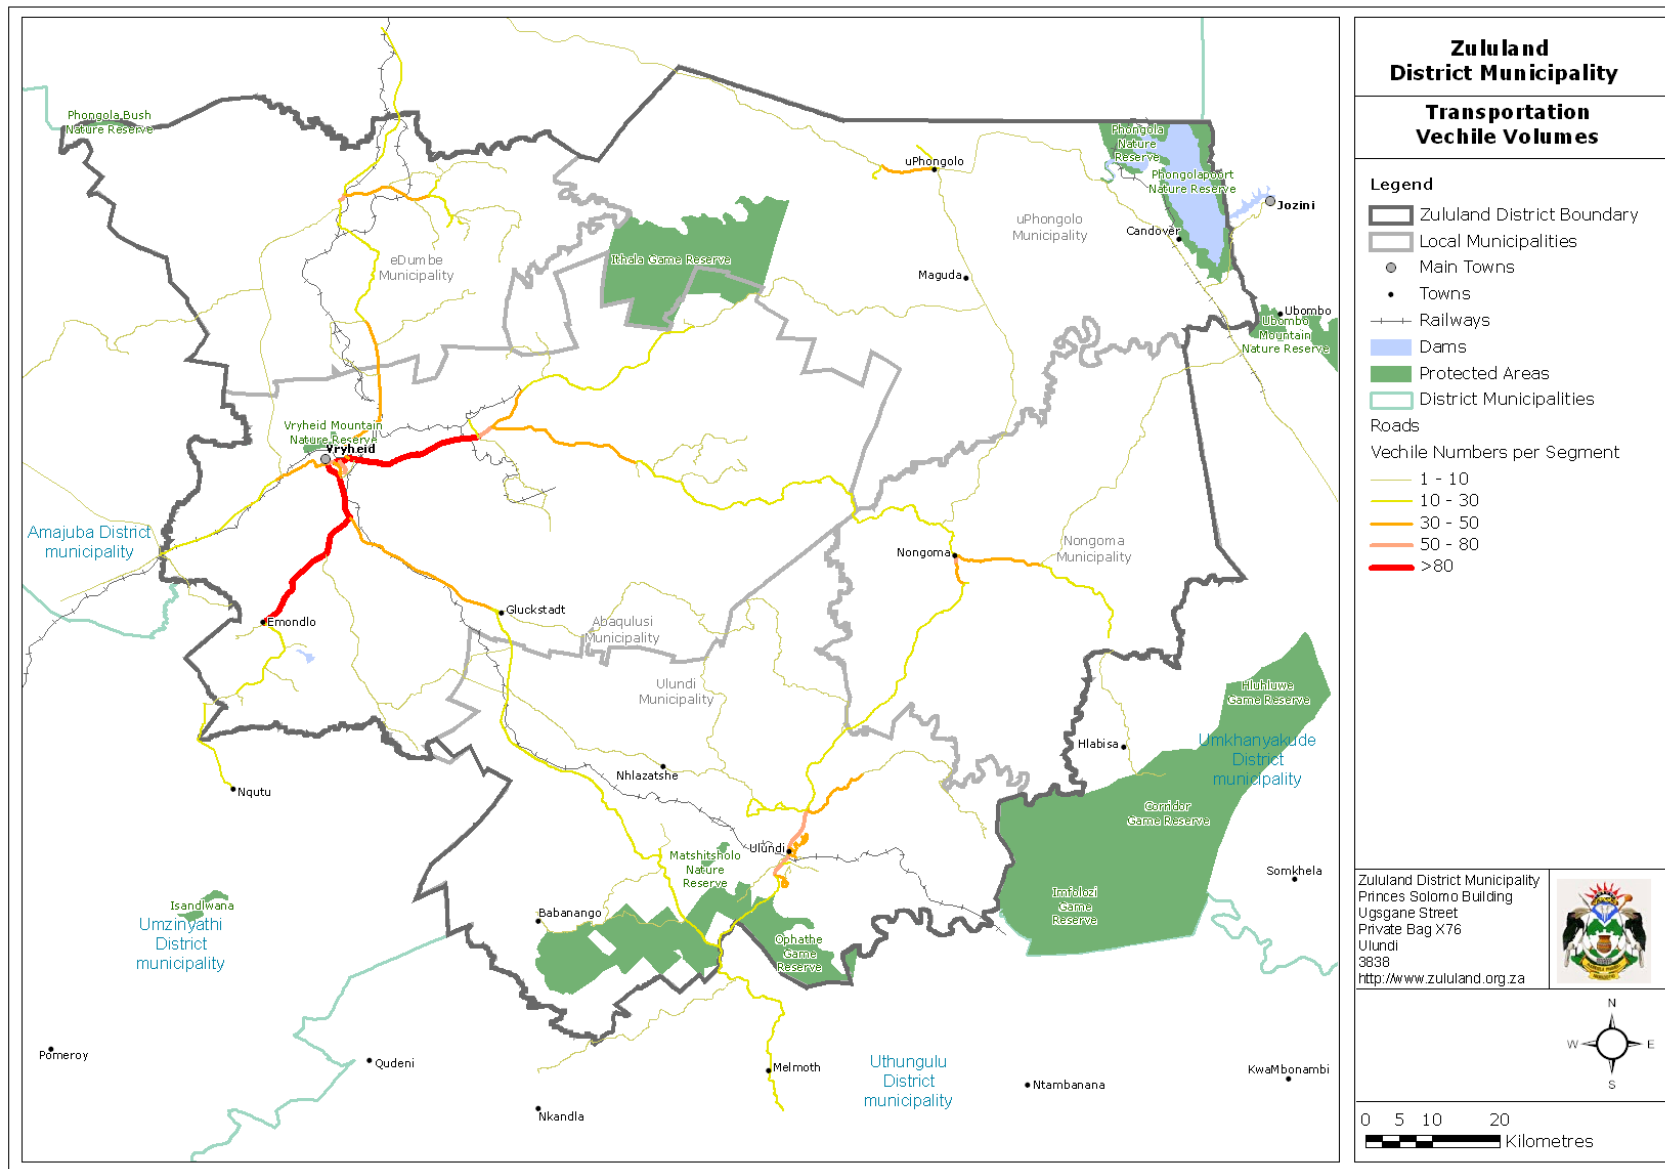 Zululand
District Municipality
Transportation
Vechile Volumes
Legend
Zululand District Boundary
Local Municipalities
Main Towns
Towns
Railways
Dams
Protected Areas
District Municipalities
Roads
Vechile Numbers per Segment
1 - 10
10 - 30
30 - 50
50 - 80
>80
Zululand District Municipality
Princes Solomo Building
Ugsgane Street
Private Bag X76
Ulundi
3838
http://www.zululand.org.za
N
W
E
S
0 5 10 20
Kilometres
Phongola Bush
Nature Reserve
uPhongolo
Phongola
Nature
Reserve
Phongolapoort
Nature Reserve
Jozini
uPhongolo
Municipality
Candover
eDumbe
Municipality
Ithala Game Reserve
Maguda
Ubombo
Ubombo
Mountain
Nature Reserve
Vryheid Mountain
Nature Reserve
Vryheid
Amajuba District
municipality
Nongoma
Nongoma
Municipality
Emondlo
Gluckstadt
Abaqulusi
Municipality
Ulundi
Municipality
Hluhluwe
Game Reserve
Hlabisa
Umkhanyakude
District
municipality
Nhlazatshe
Nqutu
Corridor
Game Reserve
Ulundi
Matshitsholo
Nature
Reserve
Somkhela
Imfolozi
Game
Reserve
Isandlwana
Umzinyathi
District
municipality
Babanango
Ophathe
Game
Reserve
Pomeroy
Qudeni
Melmoth
Uthungulu
District
municipality
Ntambanana
KwaMbonambi
Nkandla